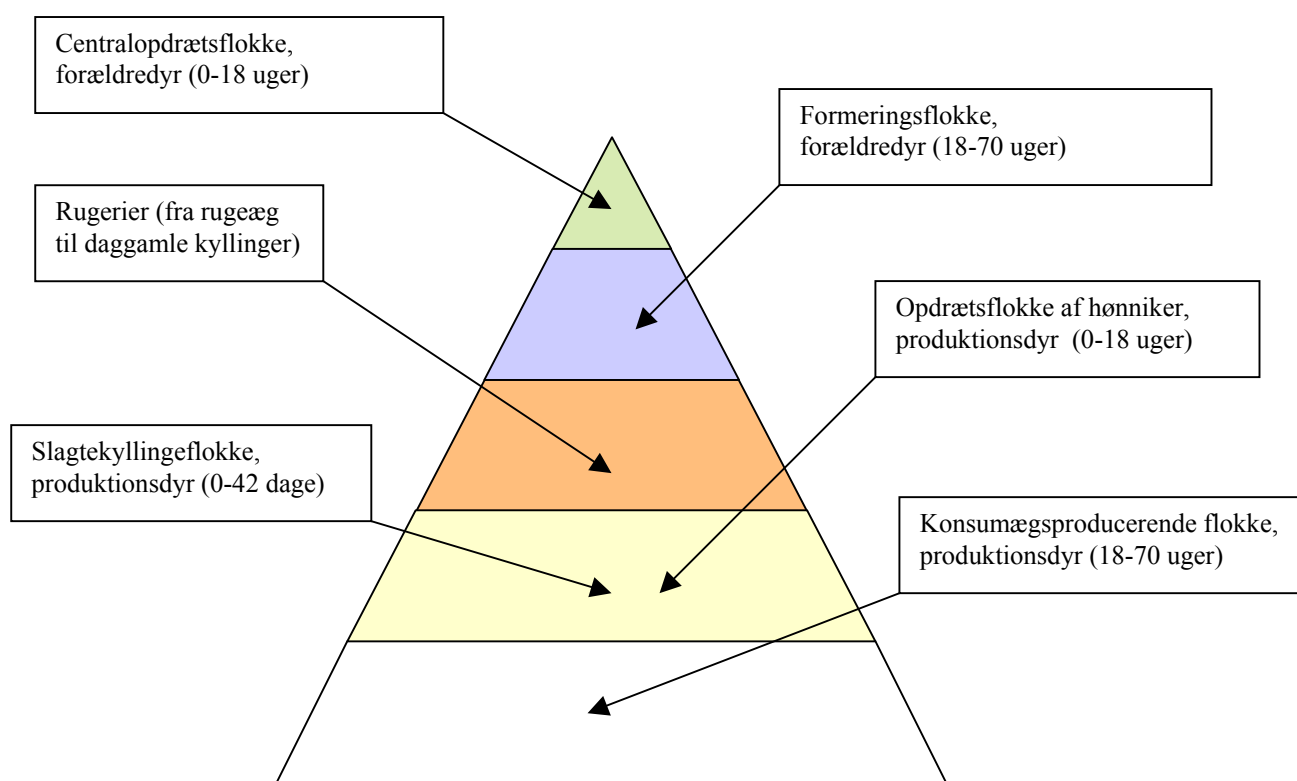 Centralopdrætsflokke,
forældredyr (0-18 uger)
Formeringsflokke,
forældredyr (18-70 uger)
Rugerier (fra rugeæg
til daggamle kyllinger)
Opdrætsflokke af hønniker,
produktionsdyr  (0-18 uger)
Slagtekyllingeflokke,
produktionsdyr (0-42 dage)
Konsumægsproducerende flokke,
produktionsdyr (18-70 uger)